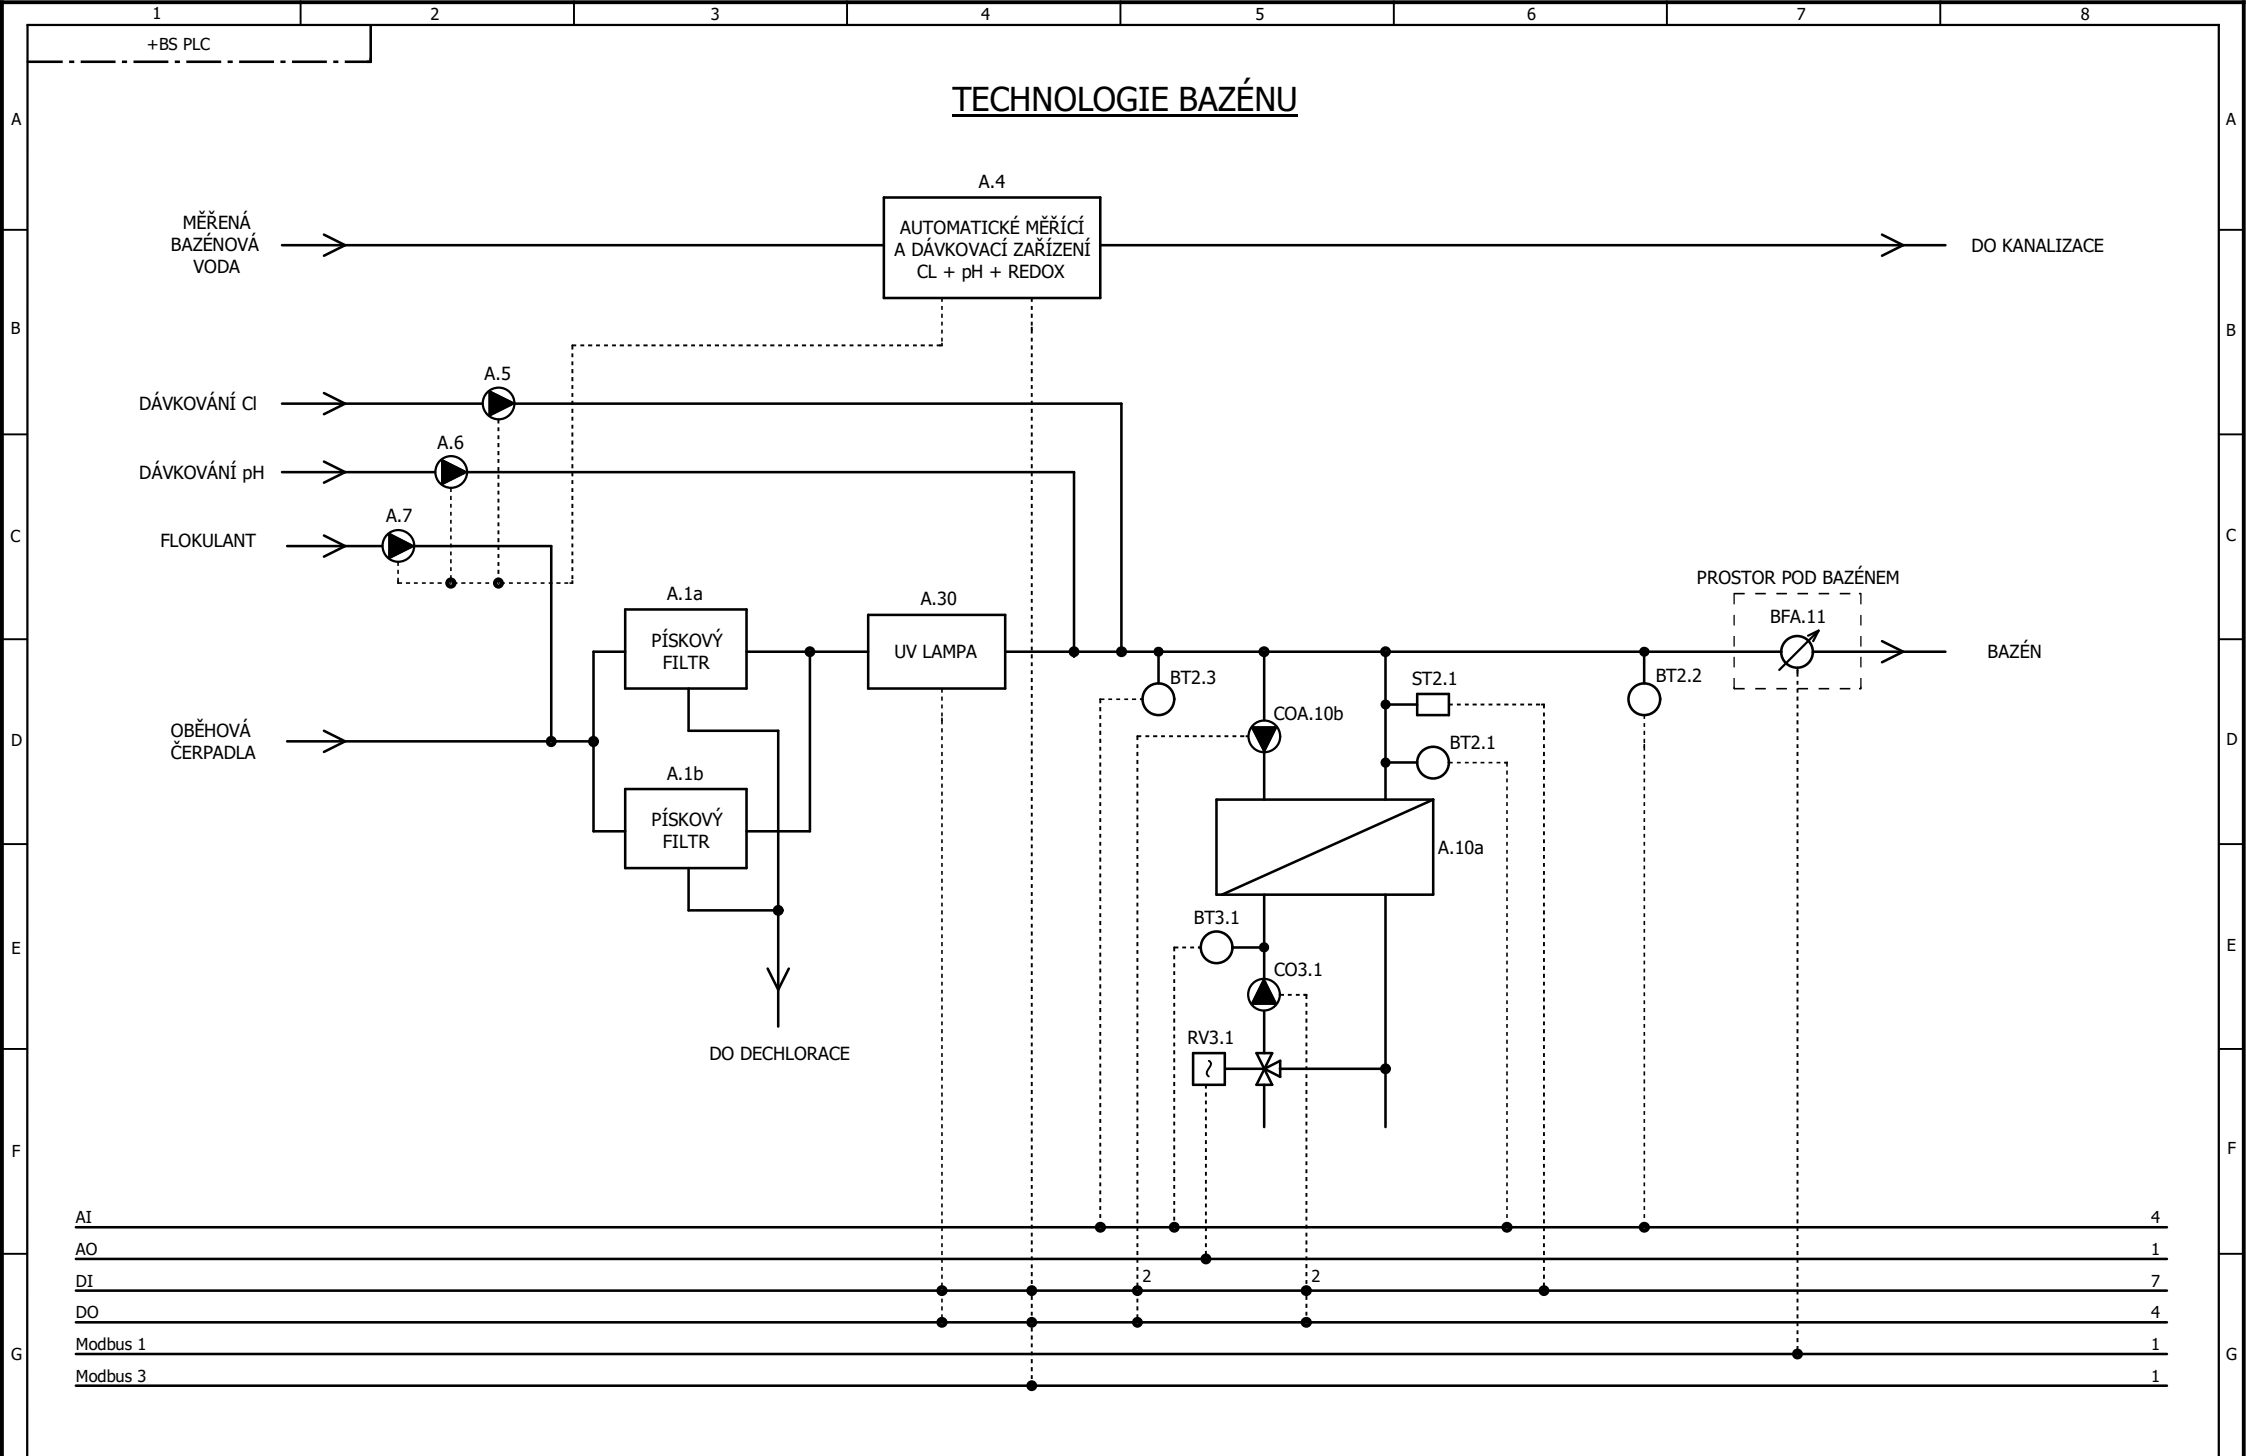 1 2 3 4 5 6 7 8
+BS PLC
TECHNOLOGIE BAZÉNU
A A
A.4
MĚŘENÁ
BAZÉNOVÁ
VODA
AUTOMATICKÉ MĚŘÍCÍ
A DÁVKOVACÍ ZAŘÍZENÍ
CL + pH + REDOX
DO KANALIZACE
B B
A.5
DÁVKOVÁNÍ Cl
A.6
DÁVKOVÁNÍ pH
A.7
FLOKULANT
C C
A.1a
PÍSKOVÝ
FILTR
A.30
UV LAMPA
PROSTOR POD BAZÉNEM
BFA.11
BAZÉN
BT2.3
ST2.1
BT2.2
COA.10b
BT2.1
OBĚHOVÁ
ČERPADLA
D D
A.1b
PÍSKOVÝ
FILTR
A.10a
BT3.1
E E
CO3.1
RV3.1
DO DECHLORACE
F F
AI 4
AO 1
DI 2 2 7
DO 4
Modbus 1 1
G G
Modbus 3 1